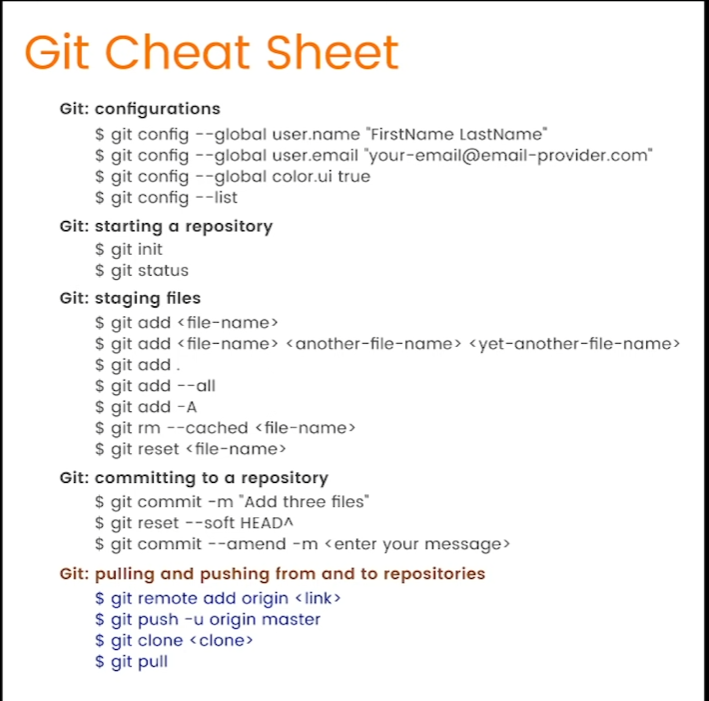 Git Cheat Sheet
Git: configurations
$ git config --global user.name "FirstName LastName"
$ git config --global user.email "your-email@email-provider.com"
$ git config --global color.ui true
$ git config --list
Git: starting a repository
$ git init
$ git status
Git: staging files
$ git add <file-name>
$ git add <file-name> <another-file-name> <yet-another-file-name>
$ git add .
$ git add --all
$ git add -A
$ git rm --cached <file-name>
$ git reset <file-name>
Git: committing to a repository
$ git commit -m "Add three files"
$ git reset --soft HEAD^
$ git commit --amend -m <enter your message>
Git: pulling and pushing from and to repositories
$ git remote add origin <link>
$ git push -u origin master
$ git clone <clone>
$ git pull